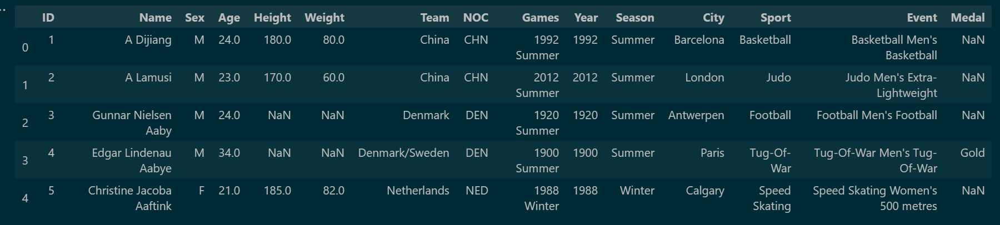 ID Name Sex Age Height Weight Team NOC Games Year Season City Sport Event Medal
0 1 A Dijiang M 24.0 180.0 80.0 China CHN 1992 Summer 1992 Summer Barcelona Basketball Basketball Men's Basketball NaN
1 2 A Lamusi M 23.0 170.0 60.0 China CHN 2012 Summer 2012 Summer London Judo Judo Men's Extra-Lightweight NaN
2 3 Gunnar Nielsen Aaby M 24.0 NaN NaN Denmark DEN 1920 Summer 1920 Summer Antwerpen Football Football Men's Football NaN
3 4 Edgar Lindenau Aabye M 34.0 NaN NaN Denmark/Sweden DEN 1900 Summer 1900 Summer Paris Tug-Of-War Tug-Of-War Men's Tug-Of-War Gold
4 5 Christine Jacoba Aaftink F 21.0 185.0 82.0 Netherlands NED 1988 Winter 1988 Winter Calgary Speed Skating Speed Skating Women's 500 metres NaN